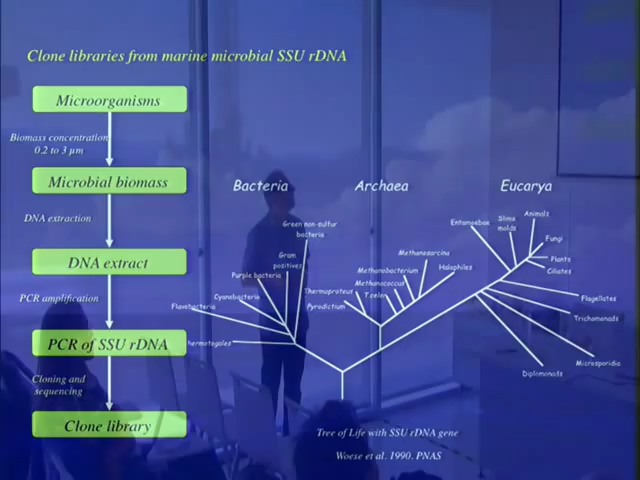 Clone libraries from marine microbial SSU rDNA
Microorganisms
Biomass concentration
0.2 to 3 µm
Microbial biomass
DNA extraction
DNA extract
PCR amplification
PCR of SSU rDNA
Cloning and
sequencing
Clone library
Bacteria
Archaea
Eucarya
Green non-sulfur
bacteria
Gram
positives
Purple bacteria
Cyanobacteria
Flavobacteria
hermotogales
Methanosarcina
Methanobacterium
Halophiles
Methanococcus
Thermoproteus
T.celer
Pyrodictium
Entamoebae
Slime
molds
Animals
Fungi
Plants
Ciliates
Flagellates
Trichomonads
Microsporidia
Diplomonads
Tree of Life with SSU rDNA gene
Woese et al. 1990. PNAS